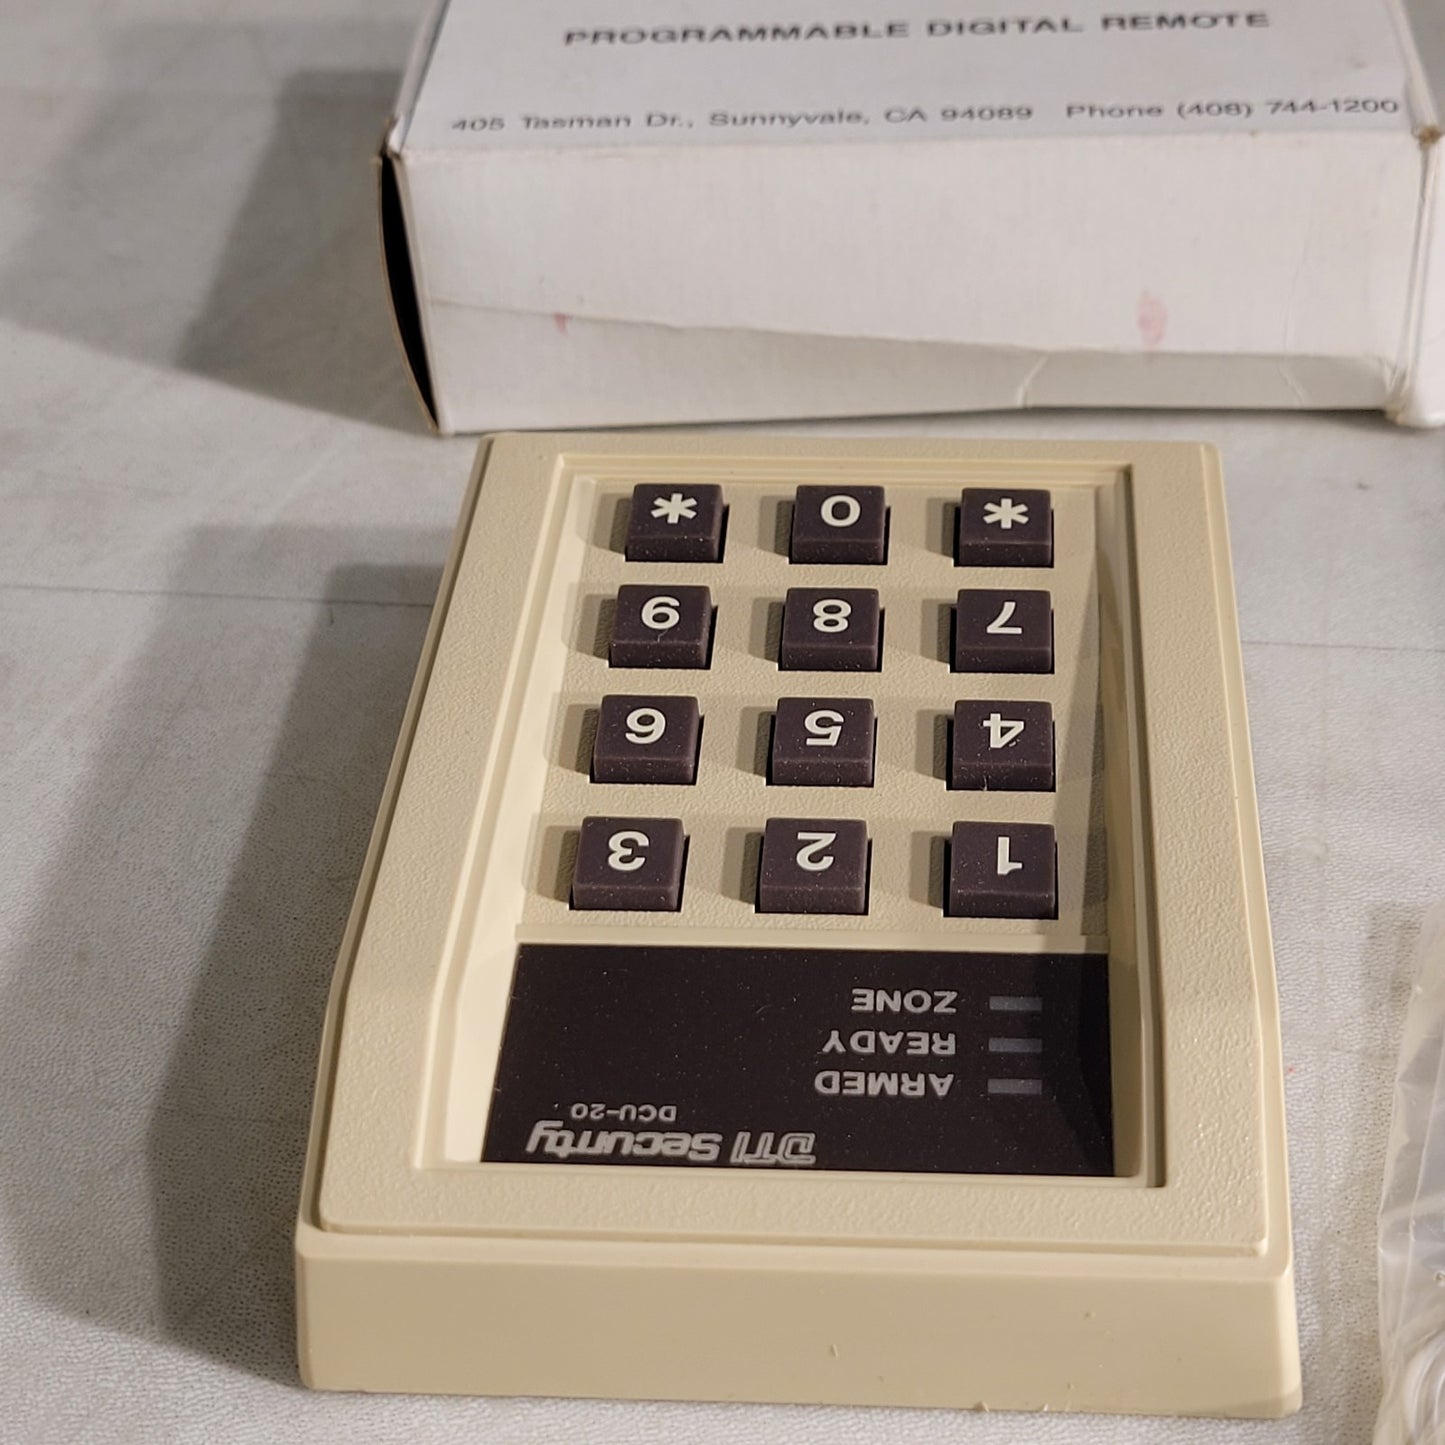 PROGRAMMABLE DIGITAL REMOTE
405 Tasman Dr., Sunnyvale, CA 94089 Phone (408) 744-1200
DTI Security
DCU-20
ARMED
READY
ZONE
1 2 3
4 5 6
7 8 9
* 0 *